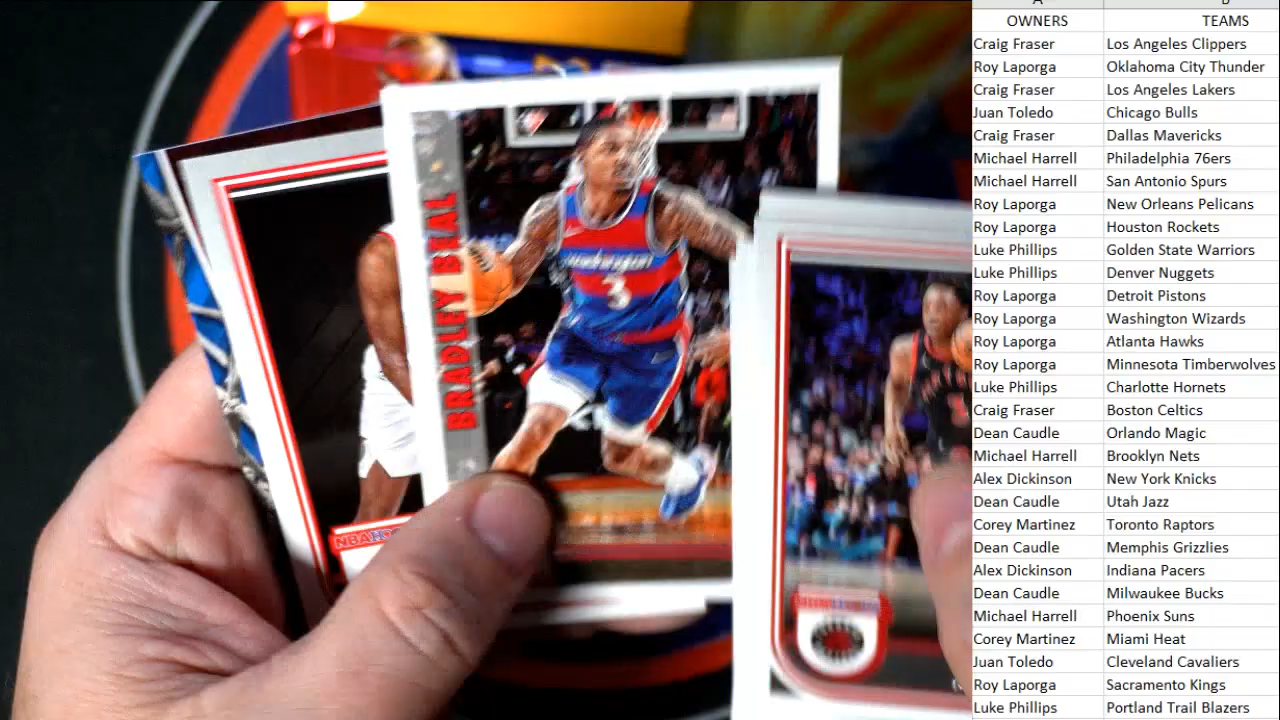 A B
OWNERS TEAMS
Craig Fraser Los Angeles Clippers
Roy Laporga Oklahoma City Thunder
Craig Fraser Los Angeles Lakers
Juan Toledo Chicago Bulls
Craig Fraser Dallas Mavericks
Michael Harrell Philadelphia 76ers
Michael Harrell San Antonio Spurs
Roy Laporga New Orleans Pelicans
Roy Laporga Houston Rockets
Luke Phillips Golden State Warriors
Luke Phillips Denver Nuggets
Roy Laporga Detroit Pistons
Roy Laporga Washington Wizards
Roy Laporga Atlanta Hawks
Roy Laporga Minnesota Timberwolves
Luke Phillips Charlotte Hornets
Craig Fraser Boston Celtics
Dean Caudle Orlando Magic
Michael Harrell Brooklyn Nets
Alex Dickinson New York Knicks
Dean Caudle Utah Jazz
Corey Martinez Toronto Raptors
Dean Caudle Memphis Grizzlies
Alex Dickinson Indiana Pacers
Dean Caudle Milwaukee Bucks
Michael Harrell Phoenix Suns
Corey Martinez Miami Heat
Juan Toledo Cleveland Cavaliers
Roy Laporga Sacramento Kings
Luke Phillips Portland Trail Blazers
BRADLEY BEAL
3